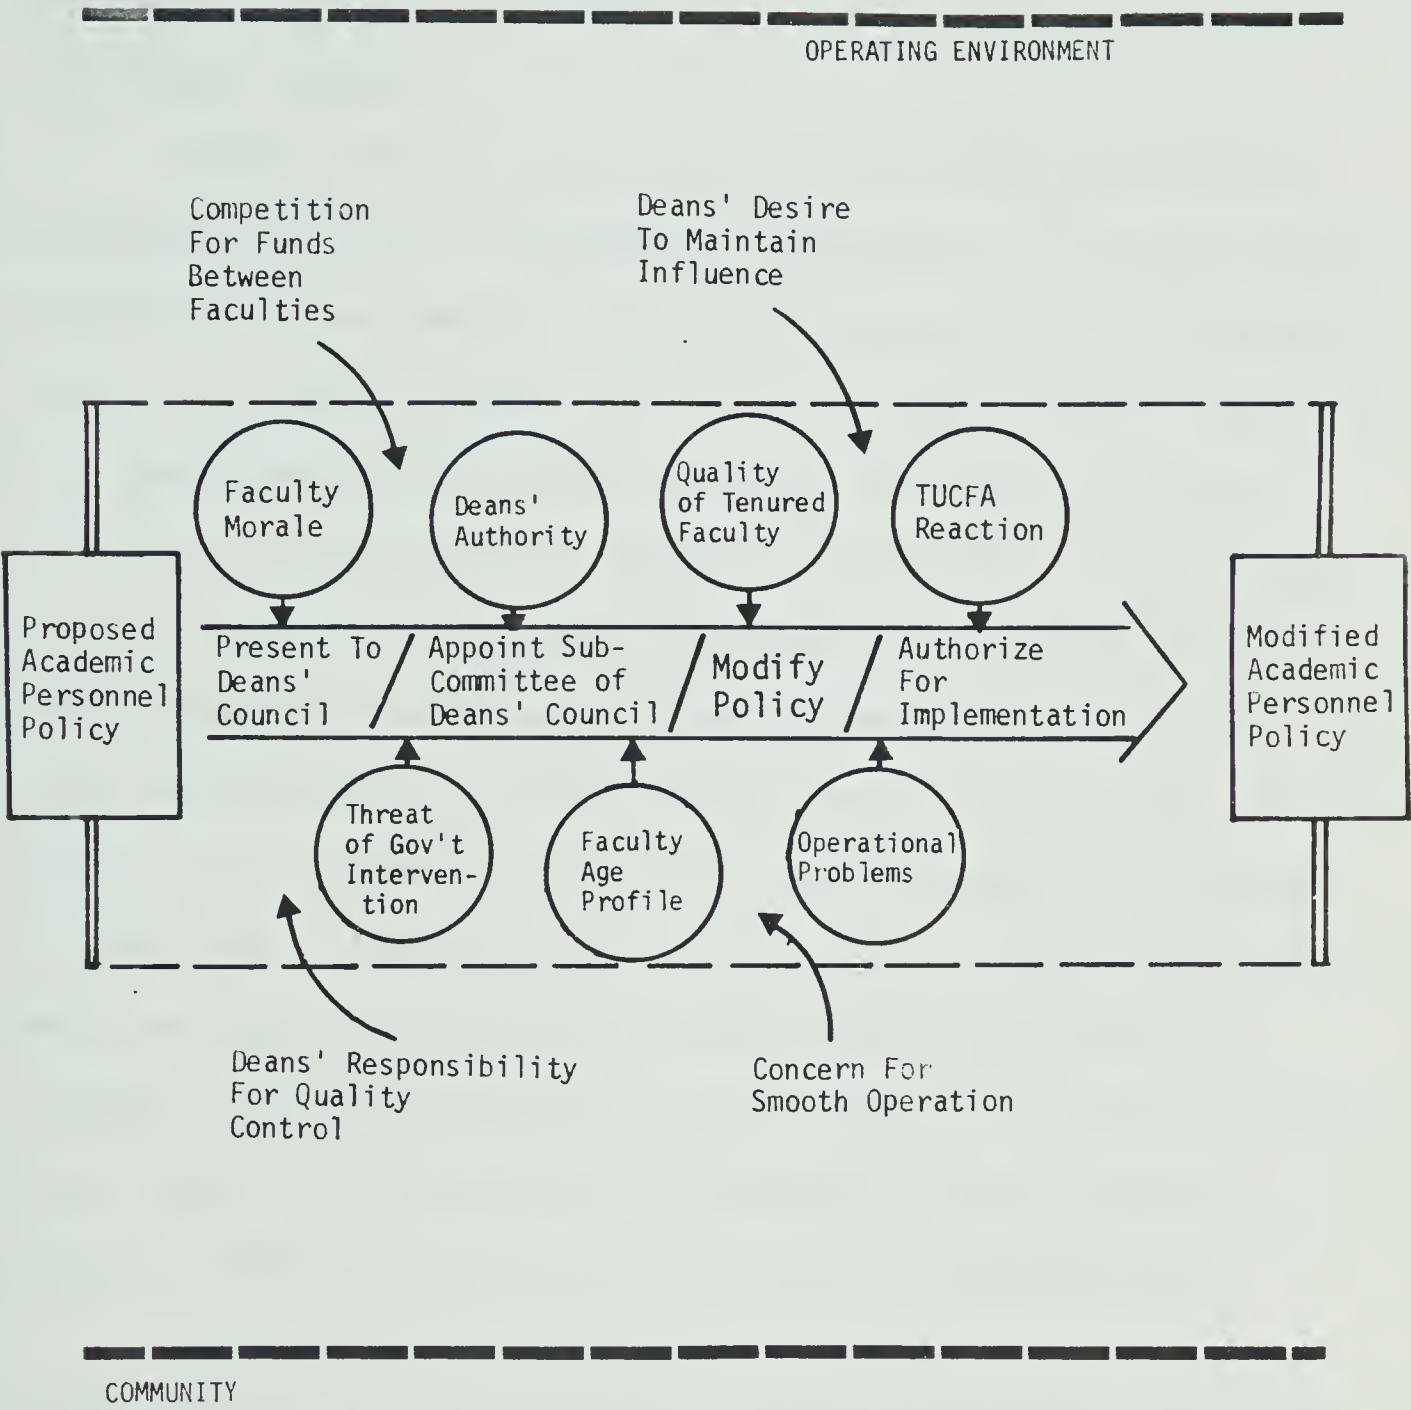 OPERATING ENVIRONMENT
Competition
For Funds
Between
Faculties
Deans' Desire
To Maintain
Influence
Faculty
Morale
Deans'
Authority
Quality
of Tenured
Faculty
TUCFA
Reaction
Proposed
Academic
Personnel
Policy
Present To
Deans'
Council
Appoint Sub-
Committee of
Deans' Council
Modify
Policy
Authorize
For
Implementation
Modified
Academic
Personnel
Policy
Threat
of Gov't
Interven-
tion
Faculty
Age
Profile
Operational
Problems
Deans' Responsibility
For Quality
Control
Concern For
Smooth Operation
COMMUNITY